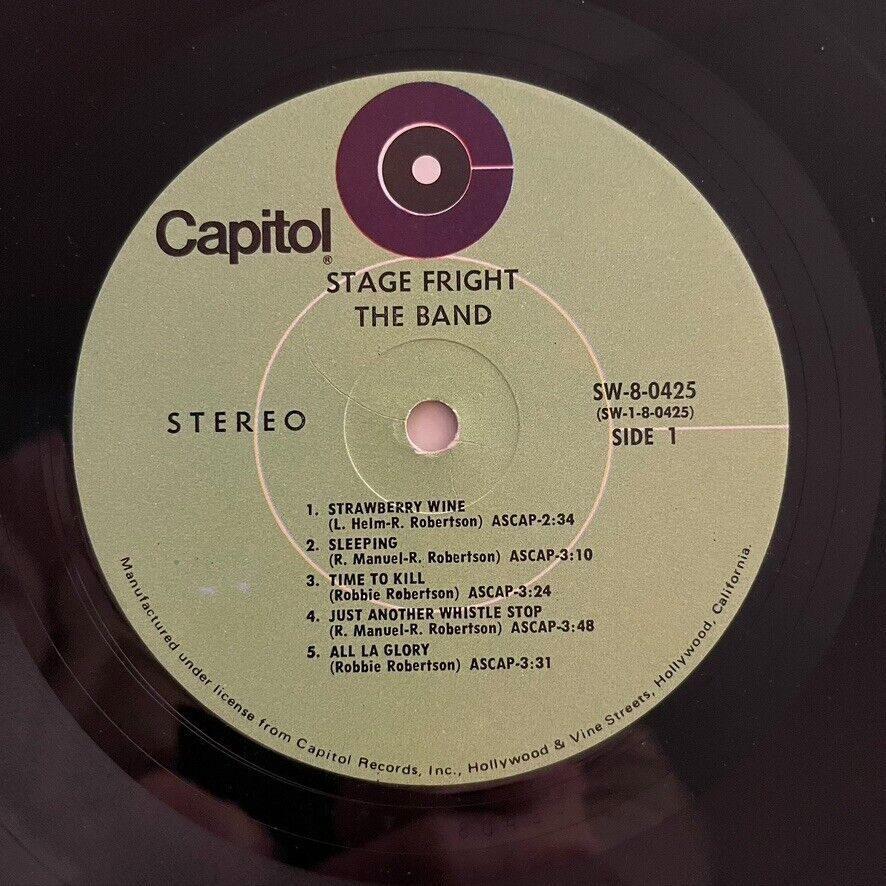 Capitol®
STAGE FRIGHT
THE BAND
STEREO
SW-8-0425
(SW-1-8-0425)
SIDE 1
1. STRAWBERRY WINE
(L. Helm-R. Robertson) ASCAP-2:34
2. SLEEPING
(R. Manuel-R. Robertson) ASCAP-3:10
3. TIME TO KILL
(Robbie Robertson) ASCAP-3:24
4. JUST ANOTHER WHISTLE STOP
(R. Manuel-R. Robertson) ASCAP-3:48
5. ALL LA GLORY
(Robbie Robertson) ASCAP-3:31
Manufactured under license from Capitol Records, Inc., Hollywood & Vine Streets, Hollywood, California.